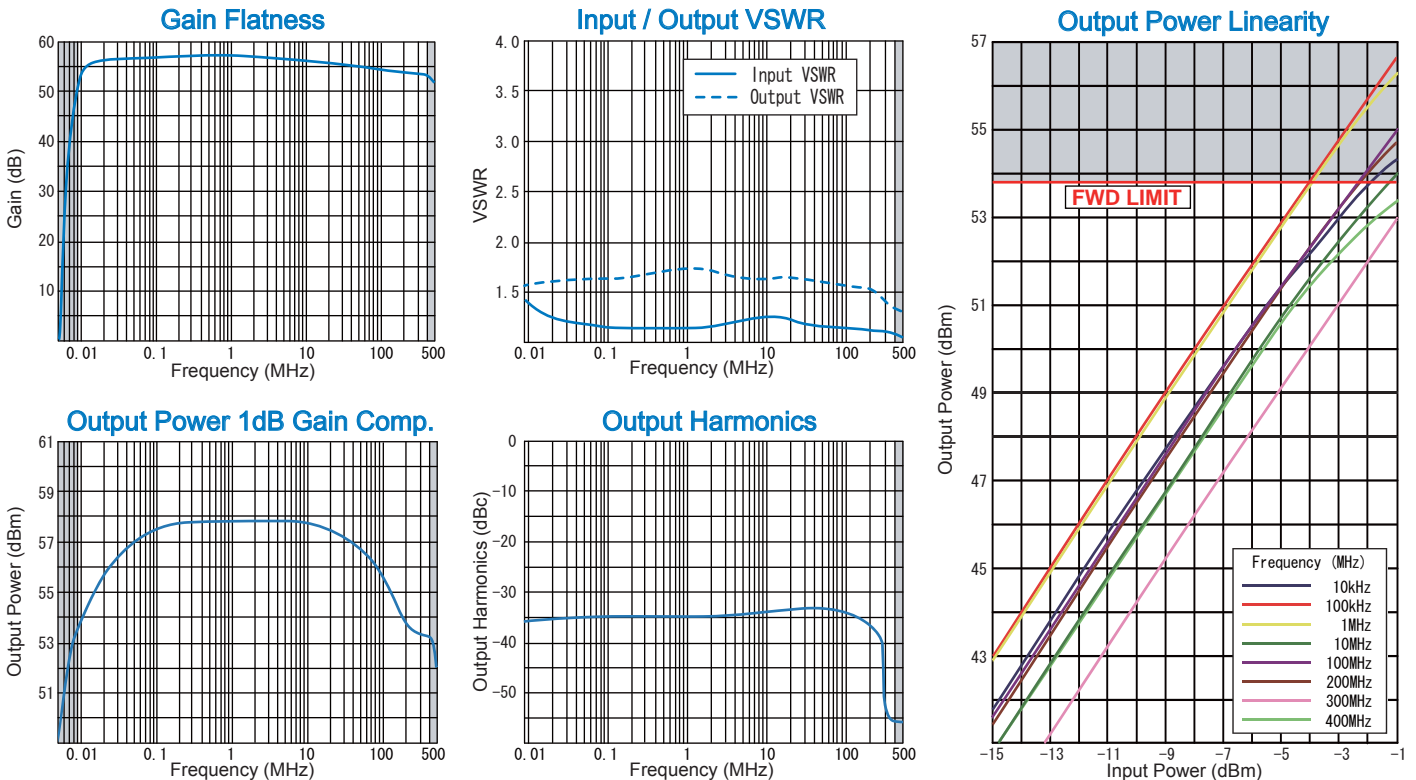 Gain Flatness
60
50
40
30
20
10
Gain (dB)
0. 01 0. 1 1 10 100 500
Frequency (MHz)
Input / Output VSWR
4. 0
3. 5
3. 0
2. 5
2. 0
1. 5
VSWR
Input VSWR
Output VSWR
0. 01 0. 1 1 10 100 500
Frequency (MHz)
Output Power 1dB Gain Comp.
61
59
57
55
53
51
Output Power (dBm)
0. 01 0. 1 1 10 100 500
Frequency (MHz)
Output Harmonics
0
-10
-20
-30
-40
-50
Output Harmonics (dBc)
0. 01 0. 1 1 10 100 500
Frequency (MHz)
Output Power Linearity
57
55
53
51
49
47
45
43
Output Power (dBm)
FWD LIMIT
Frequency (MHz)
10kHz
100kHz
1MHz
10MHz
100MHz
200MHz
300MHz
400MHz
-15 -13 -11 -9 -7 -5 -3 -1
Input Power (dBm)